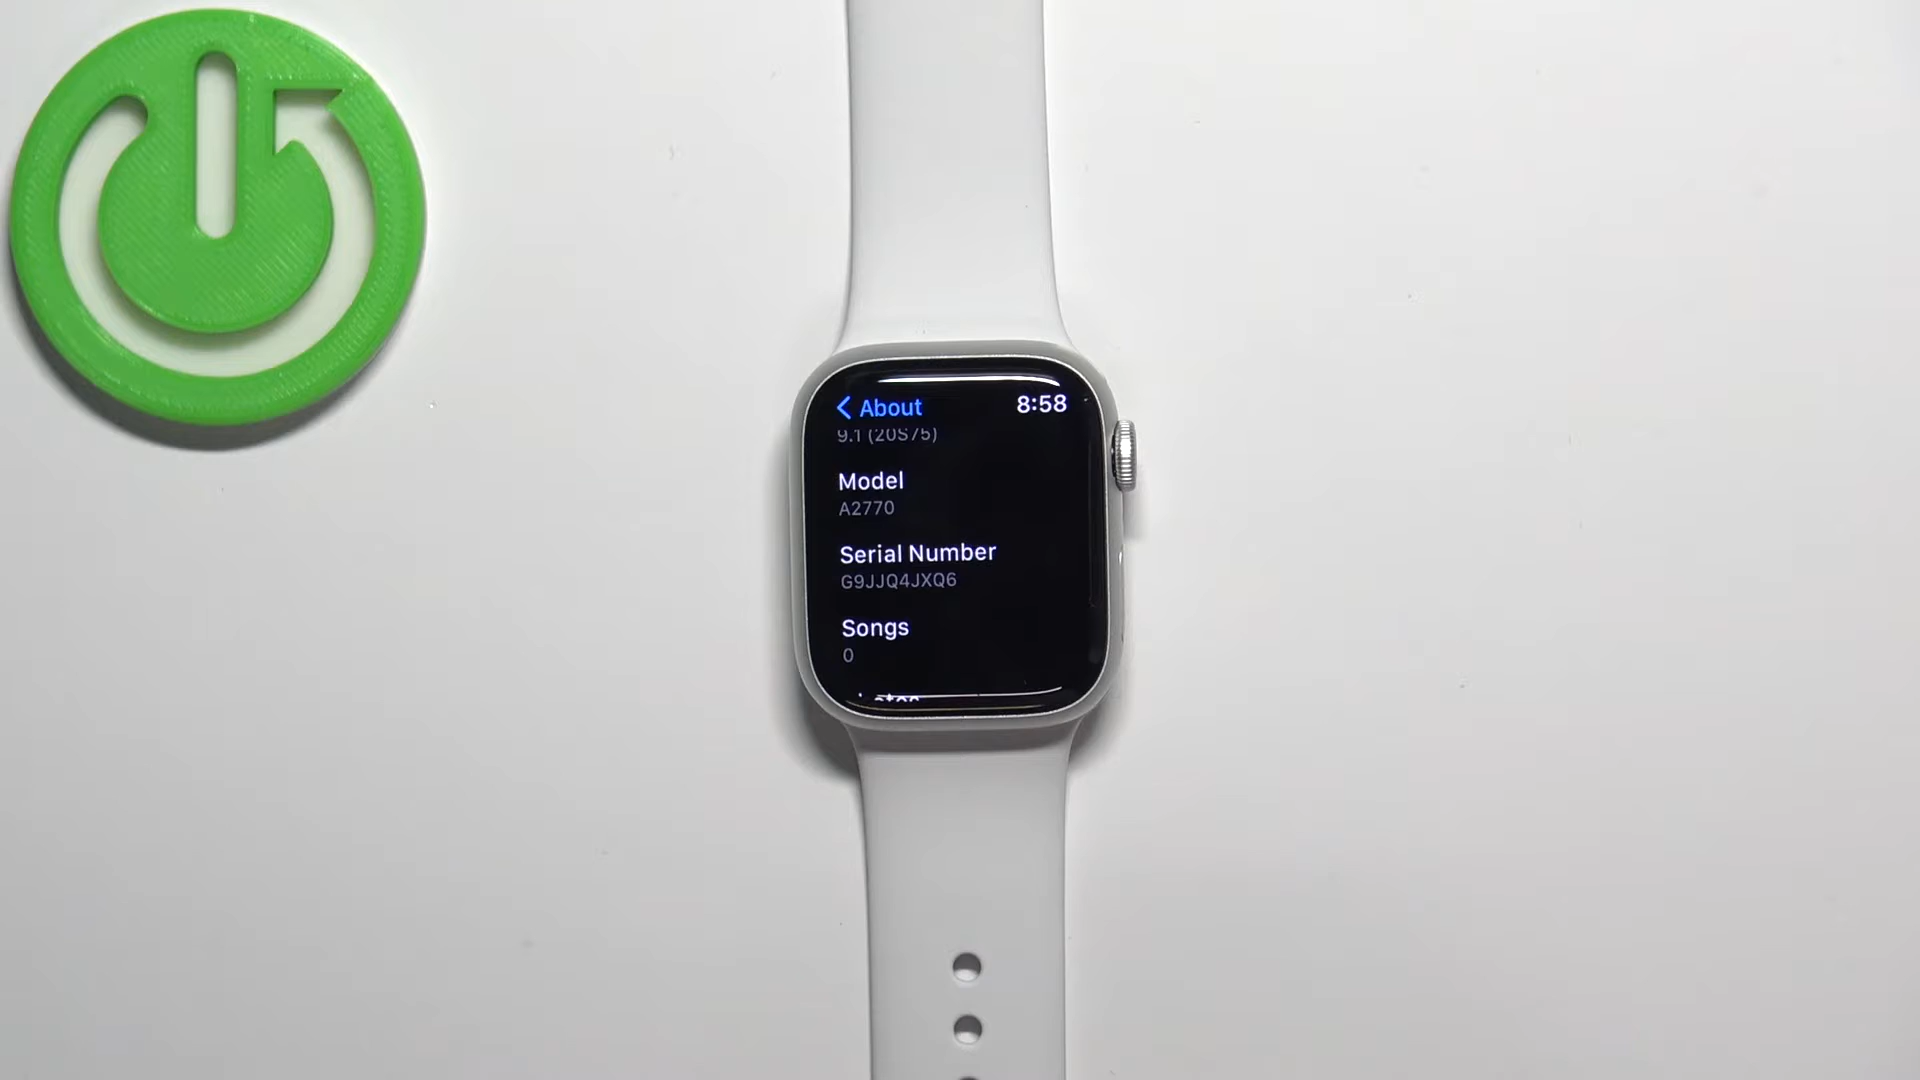 About
8:58
9.1 (20S75)
Model
A2770
Serial Number
G9JJQ4JXQ6
Songs
0